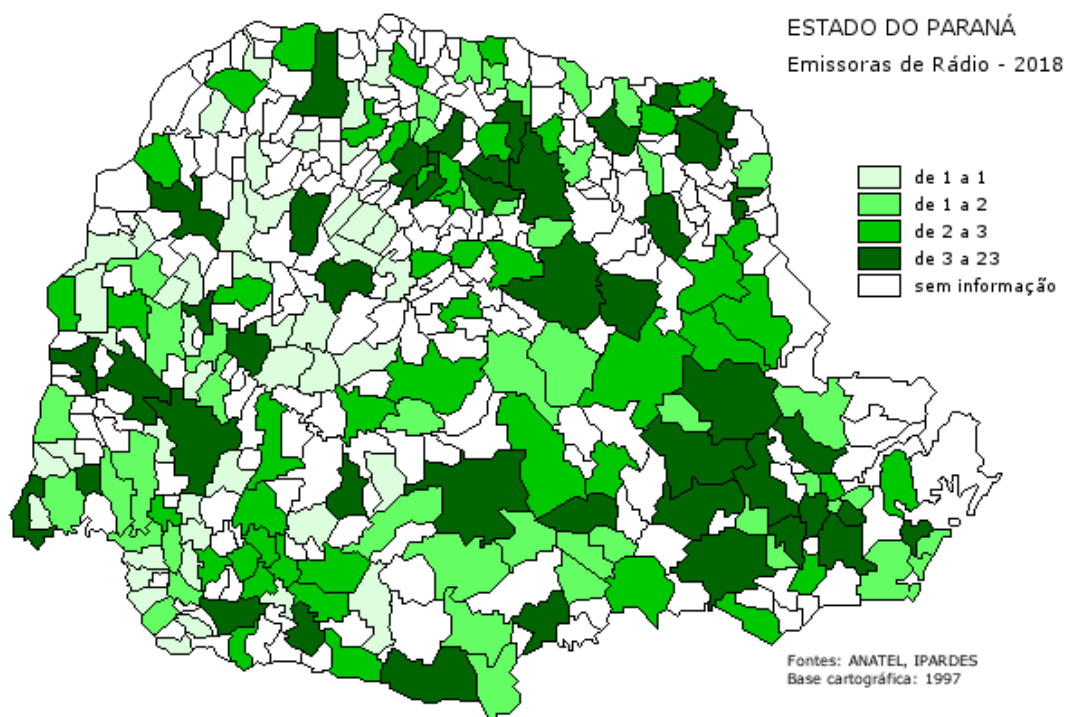 ESTADO DO PARANÁ
Emissoras de Rádio - 2018
de 1 a 1
de 1 a 2
de 2 a 3
de 3 a 23
sem informação
Fontes: ANATEL, IPARDES
Base cartográfica: 1997